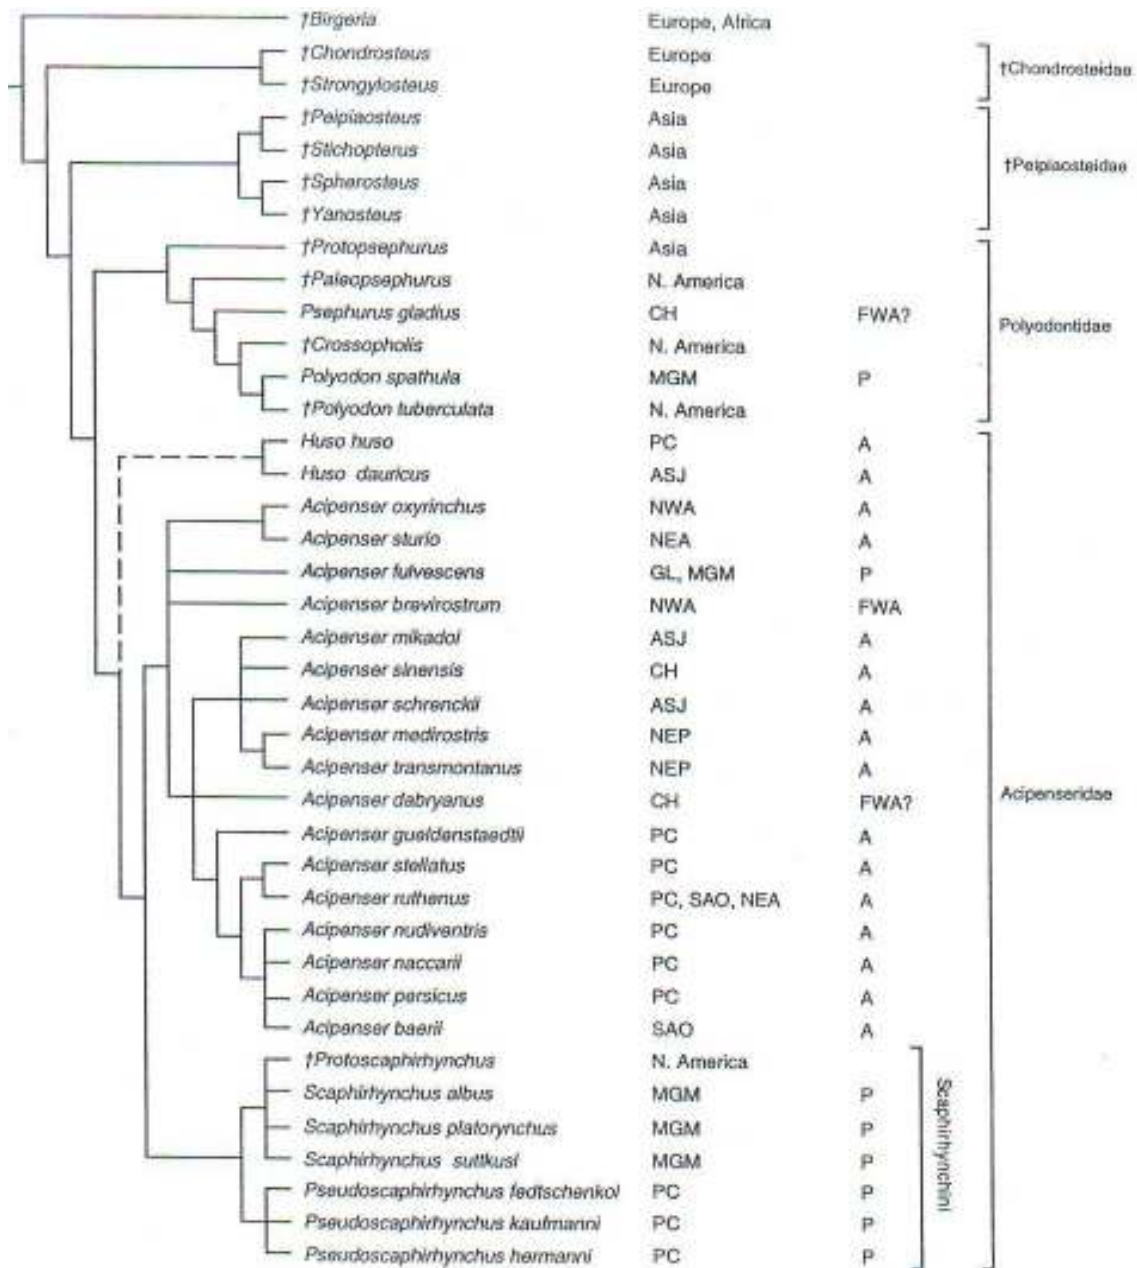 †Birgeria Europe, Africa
†Chondrosteus Europe
†Chondrosteidae
†Strongylosteus Europe
†Peipiaosteus Asia
†Stichopterus Asia
†Peipiaosteidae
†Spherosteus Asia
†Yanosteus Asia
†Protopsephurus Asia
†Paleopsephurus N. America
Psephurus gladius CH FWA?
Polyodontidae
†Crossopholis N. America
Polyodon spathula MGM P
†Polyodon tuberculata N. America
Huso huso PC A
Huso dauricus ASJ A
Acipenser oxyrinchus NWA A
Acipenser sturio NEA A
Acipenser fulvescens GL, MGM P
Acipenser brevirostrum NWA FWA
Acipenser mikadoi ASJ A
Acipenser sinensis CH A
Acipenser schrenckii ASJ A
Acipenser medirostris NEP A
Acipenser transmontanus NEP A
Acipenser dabryanus CH FWA?
Acipenseridae
Acipenser gueldenstaedtii PC A
Acipenser stellatus PC A
Acipenser ruthenus PC, SAO, NEA A
Acipenser nudiventris PC A
Acipenser naccarii PC A
Acipenser persicus PC A
Acipenser baerii SAO A
†Protoscaphirhynchus N. America
Scaphirhynchus albus MGM P
Scaphirhynchus platorynchus MGM P
Scaphirhynchus suttkusi MGM P
Scaphirhynchini
Pseudoscaphirhynchus fedtschenkoi PC P
Pseudoscaphirhynchus kaufmanni PC P
Pseudoscaphirhynchus hermanni PC P